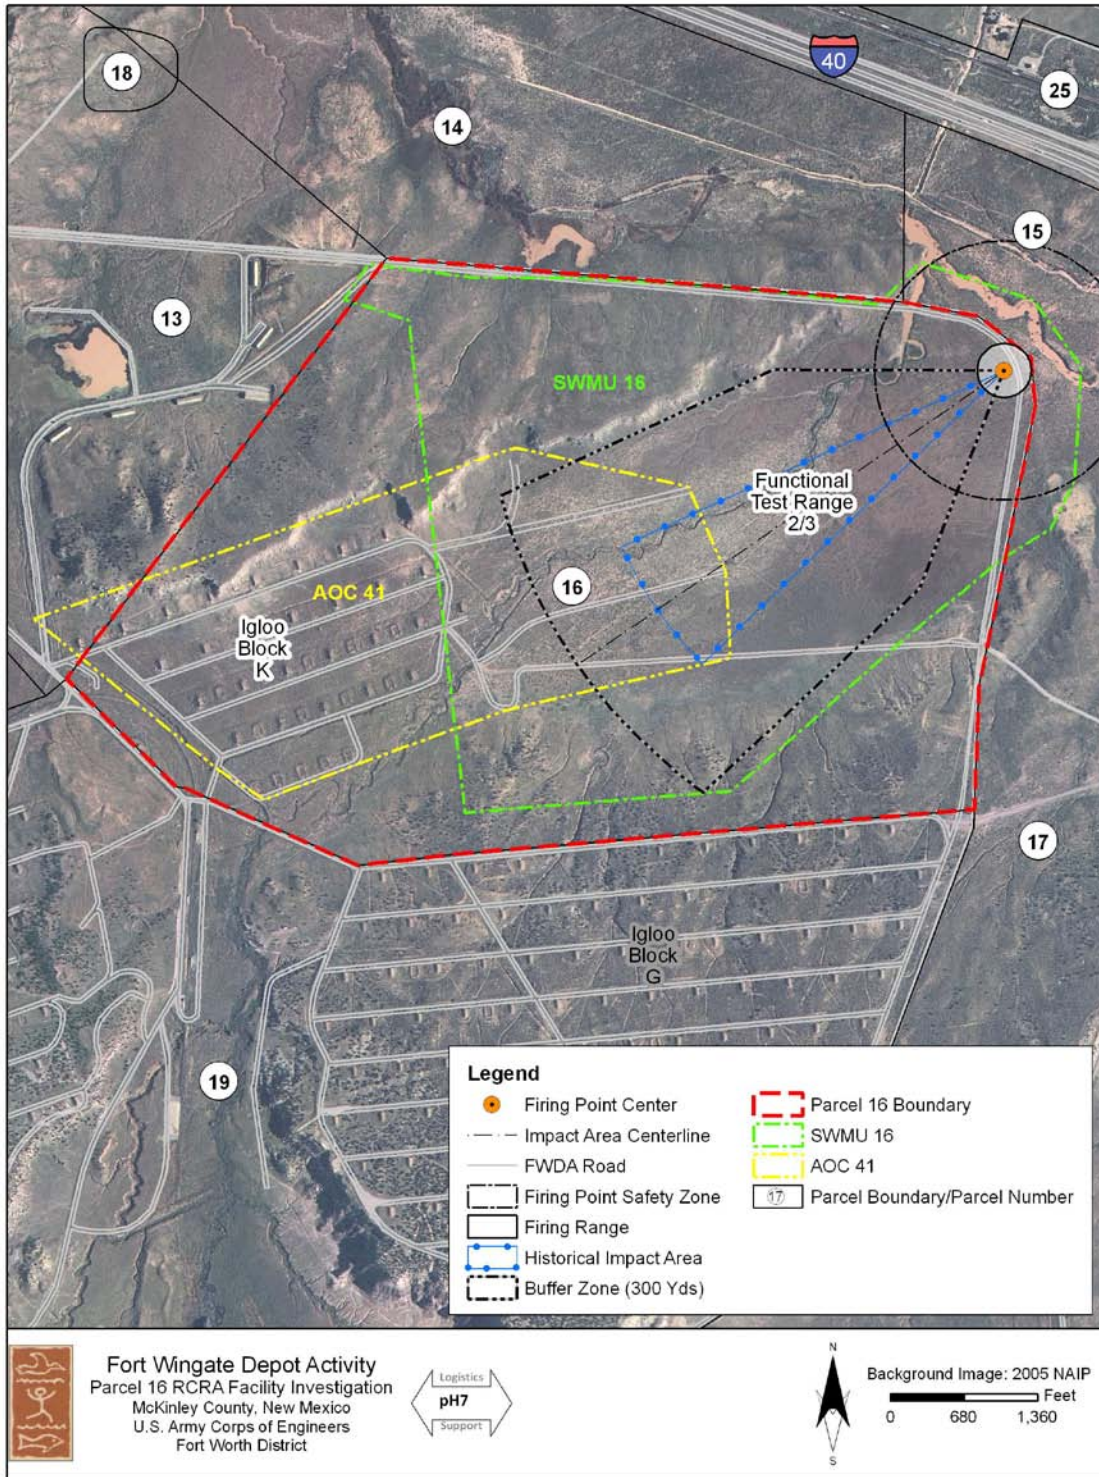 18
14
40
25
15
13
SWMU 16
Functional
Test Range
2/3
16
AOC 41
Igloo
Block
K
17
Igloo
Block
G
19
Legend
Firing Point Center
Impact Area Centerline
FWDA Road
Firing Point Safety Zone
Firing Range
Historical Impact Area
Buffer Zone (300 Yds)
Parcel 16 Boundary
SWMU 16
AOC 41
17 Parcel Boundary/Parcel Number
Fort Wingate Depot Activity
Parcel 16 RCRA Facility Investigation
McKinley County, New Mexico
U.S. Army Corps of Engineers
Fort Worth District
Logistics
pH7
Support
N
S
Background Image: 2005 NAIP
Feet
0 680 1,360